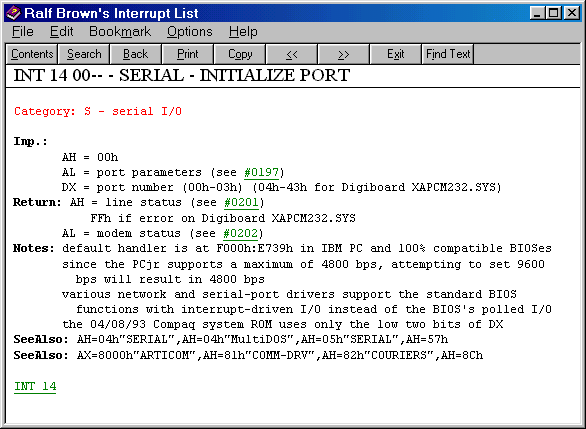 Ralf Brown's Interrupt List
File Edit Bookmark Options Help
Contents Search Back Print Copy << >> Exit Find Text
INT 14 00-- - SERIAL - INITIALIZE PORT
Category: S - serial I/O
Inp.:
AH = 00h
AL = port parameters (see #0197)
DX = port number (00h-03h) (04h-43h for Digiboard XAPCM232.SYS)
Return: AH = line status (see #0201)
FFh if error on Digiboard XAPCM232.SYS
AL = modem status (see #0202)
Notes: default handler is at F000h:E739h in IBM PC and 100% compatible BIOSes
since the PCjr supports a maximum of 4800 bps, attempting to set 9600
bps will result in 4800 bps
various network and serial-port drivers support the standard BIOS
functions with interrupt-driven I/O instead of the BIOS's polled I/O
the 04/08/93 Compaq system ROM uses only the low two bits of DX
SeeAlso: AH=04h"SERIAL",AH=04h"MultiDOS",AH=05h"SERIAL",AH=57h
SeeAlso: AX=8000h"ARTICOM",AH=81h"COMM-DRV",AH=82h"COURIERS",AH=8Ch
INT 14